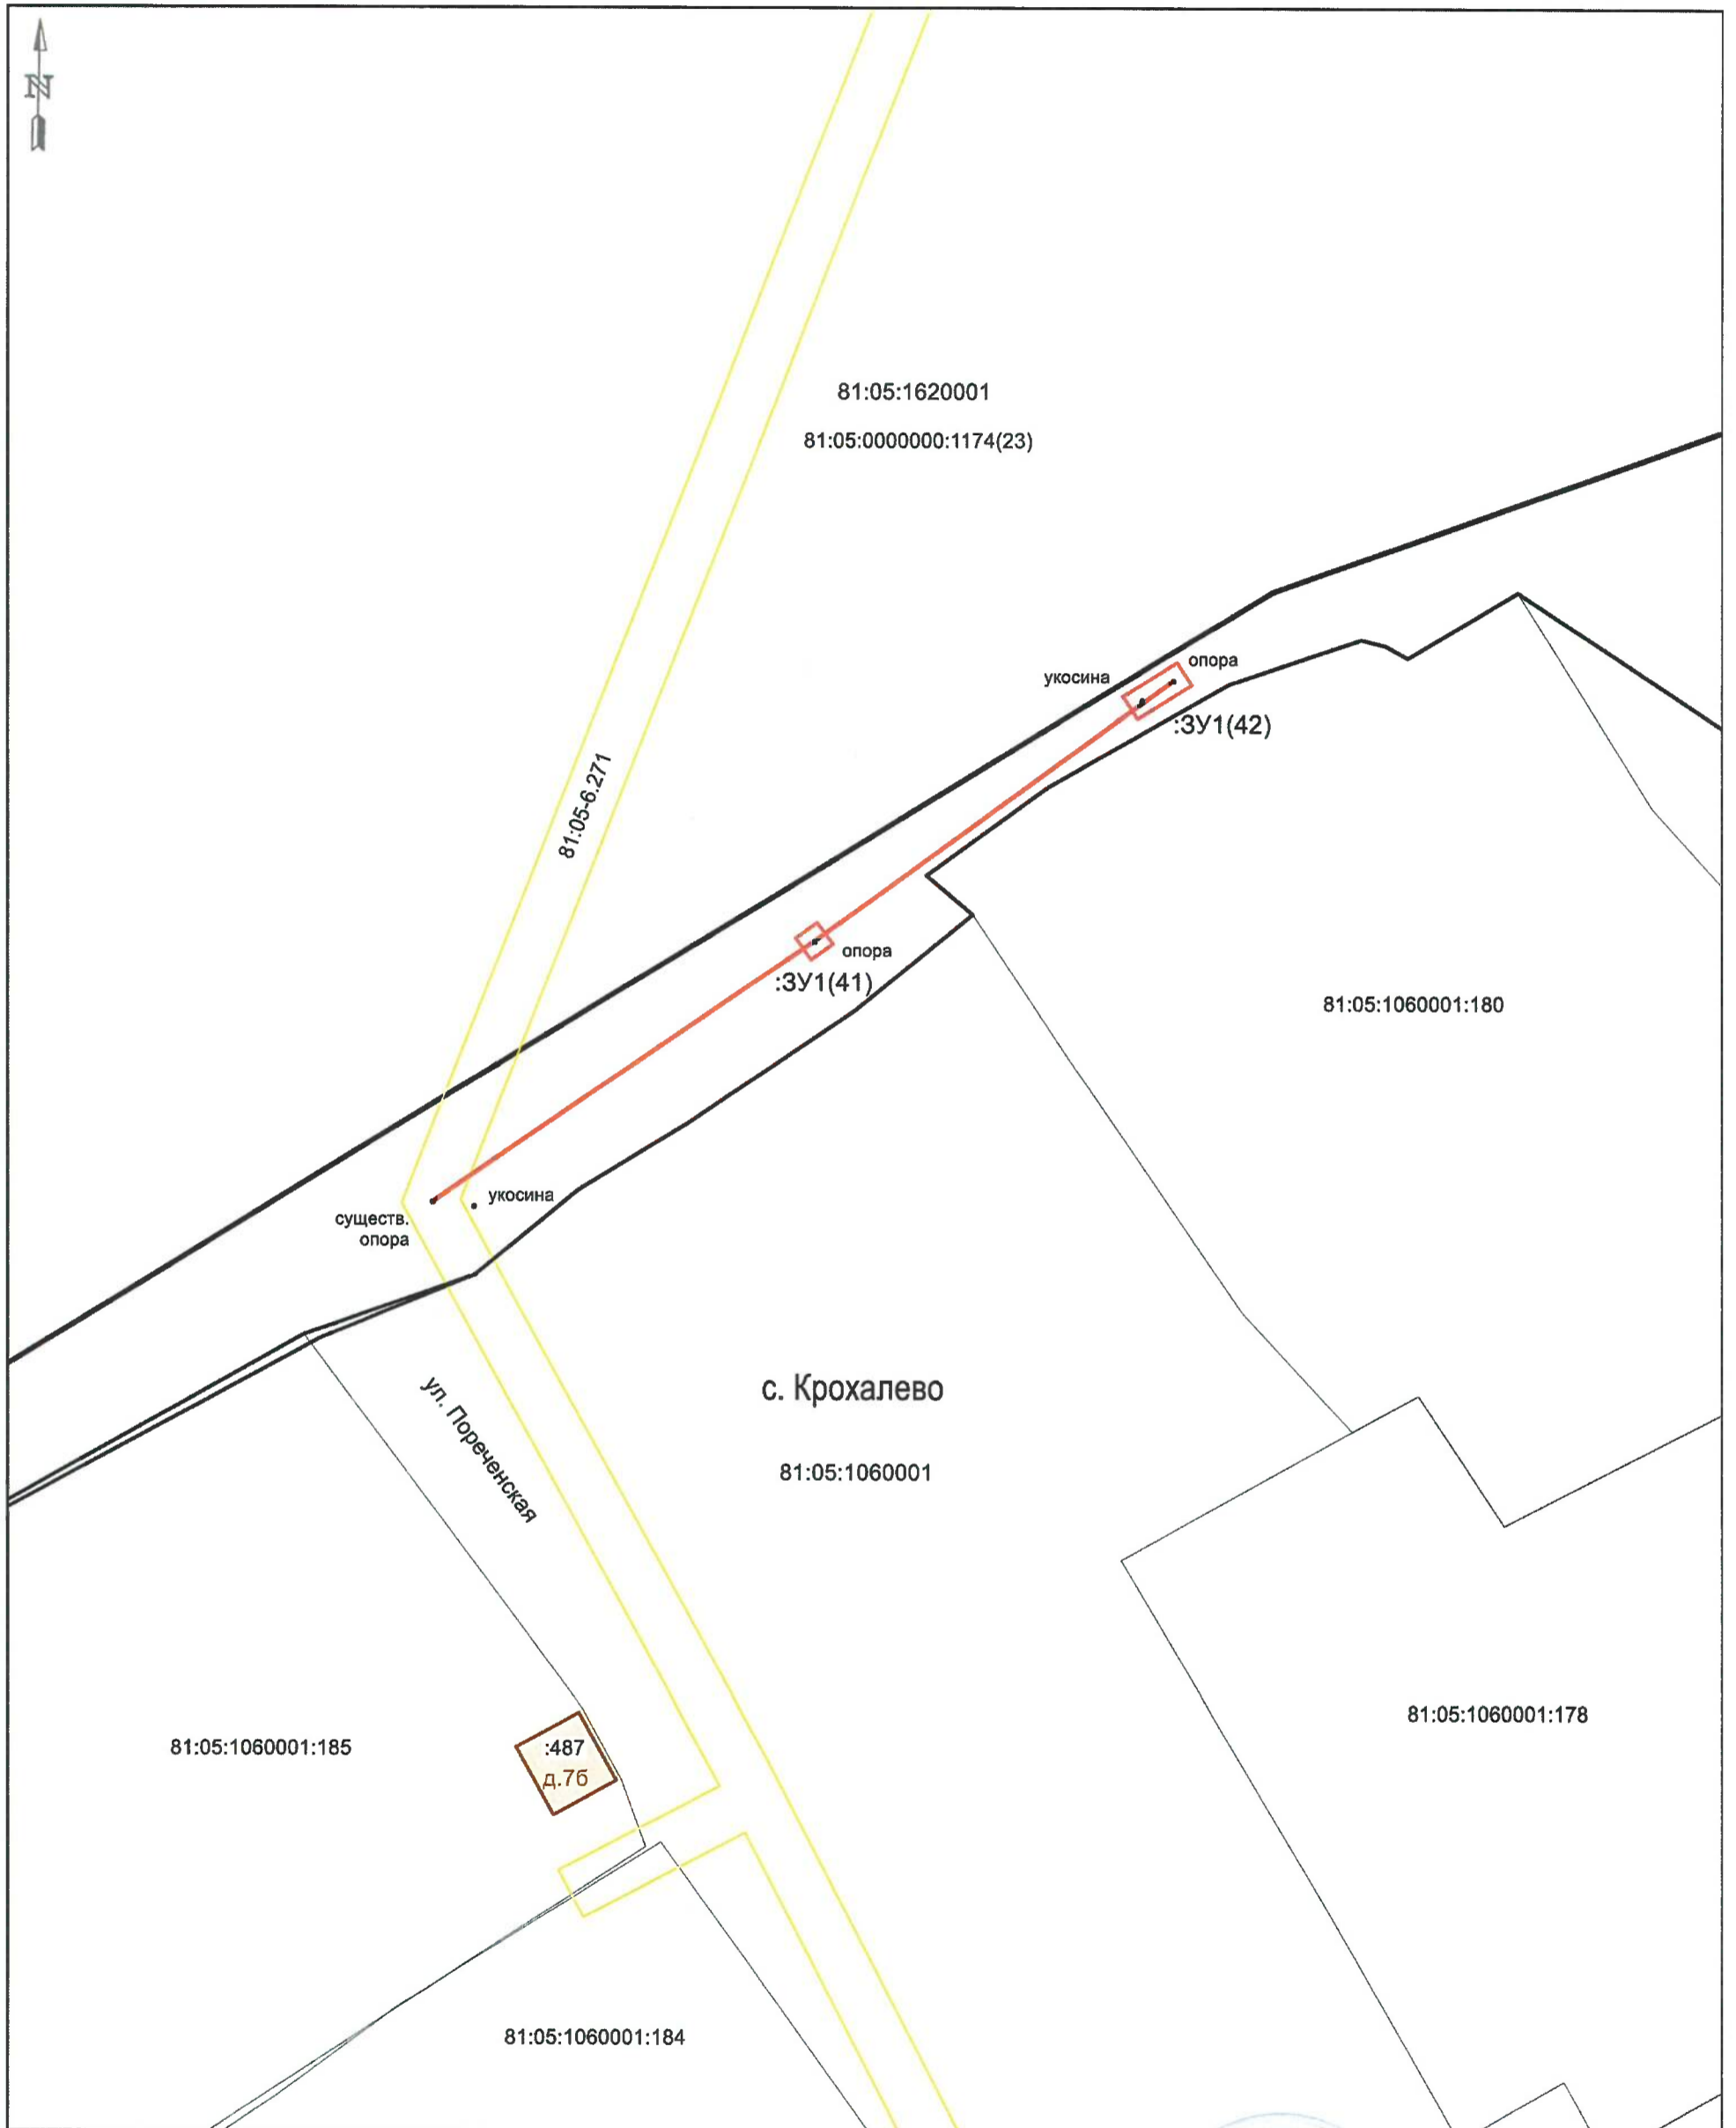 N
81:05:1620001
81:05:0000000:1174(23)
опора
укосина
:ЗУ1(42)
81:05-6.271
опора
:ЗУ1(41)
81:05:1060001:180
укосина
существ.
опора
ул. Пореченская
с. Крохалево
81:05:1060001
81:05:1060001:178
81:05:1060001:185
:487
д.7б
81:05:1060001:184